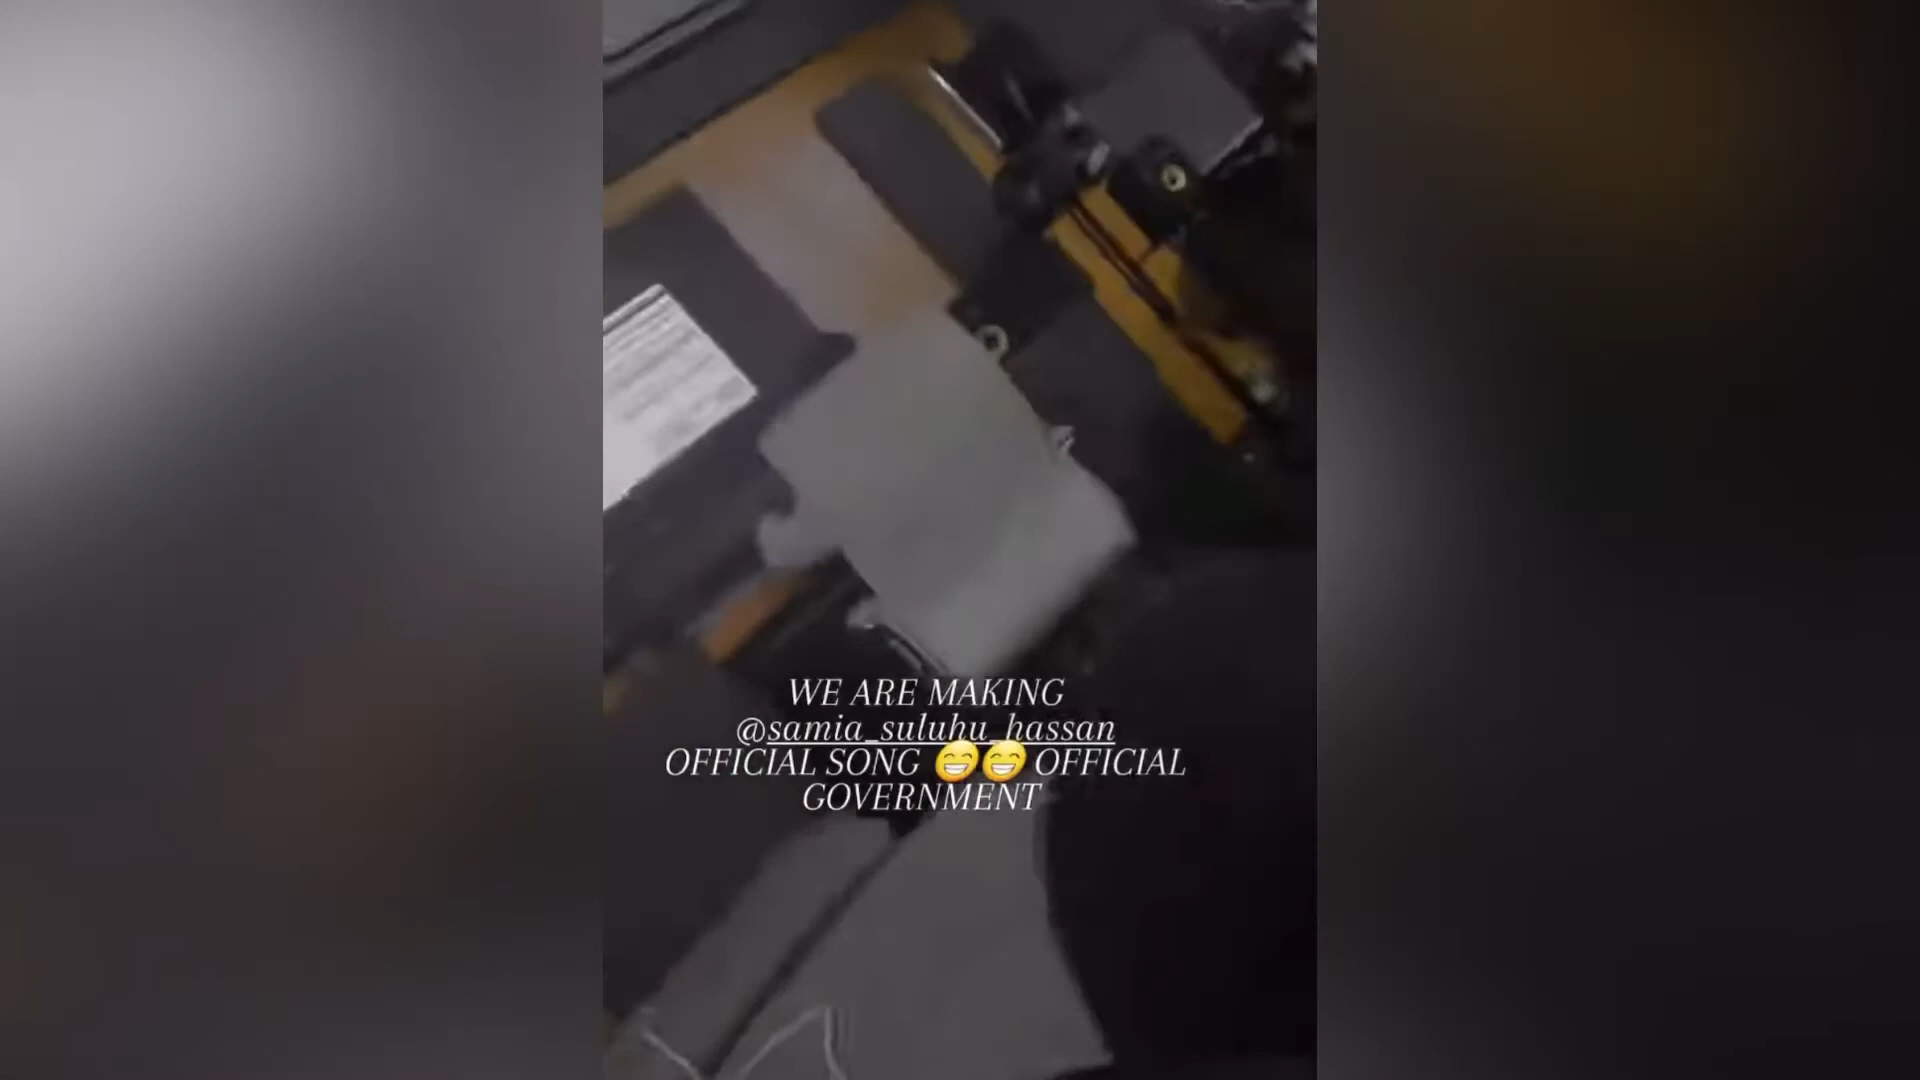 WE ARE MAKING
@samia_suluhu_hassan
OFFICIAL SONG 😁😁 OFFICIAL
GOVERNMENT